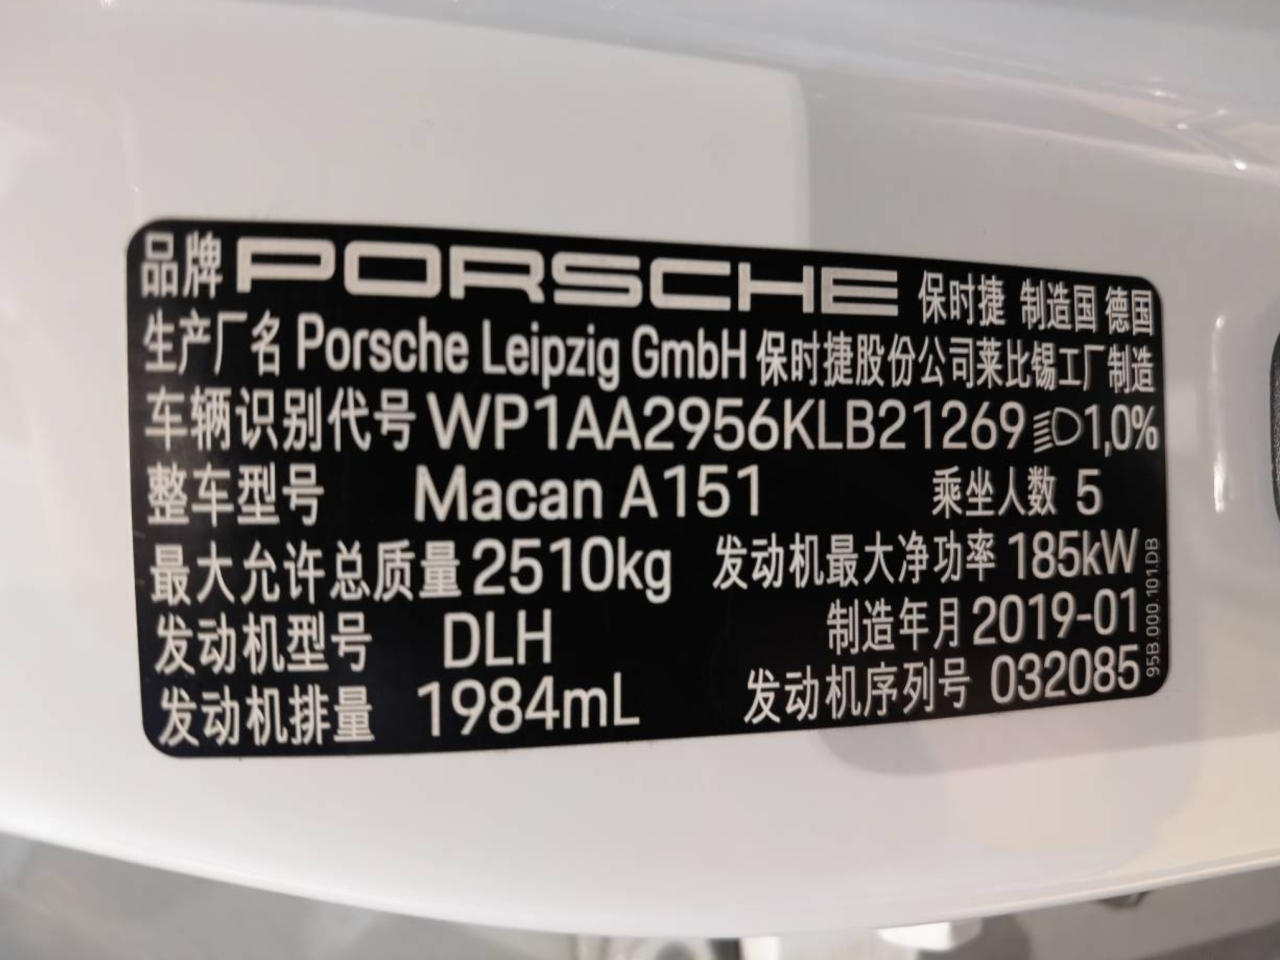 品牌 PORSCHE 保时捷 制造国 德国
生产厂名 Porsche Leipzig GmbH 保时捷股份公司莱比锡工厂制造
车辆识别代号 WP1AA2956KLB21269 1,0%
整车型号 Macan A151 乘坐人数 5
最大允许总质量 2510kg 发动机最大净功率 185kW
发动机型号 DLH 制造年月 2019-01
发动机排量 1984mL 发动机序列号 032085
95B.000.101.DB